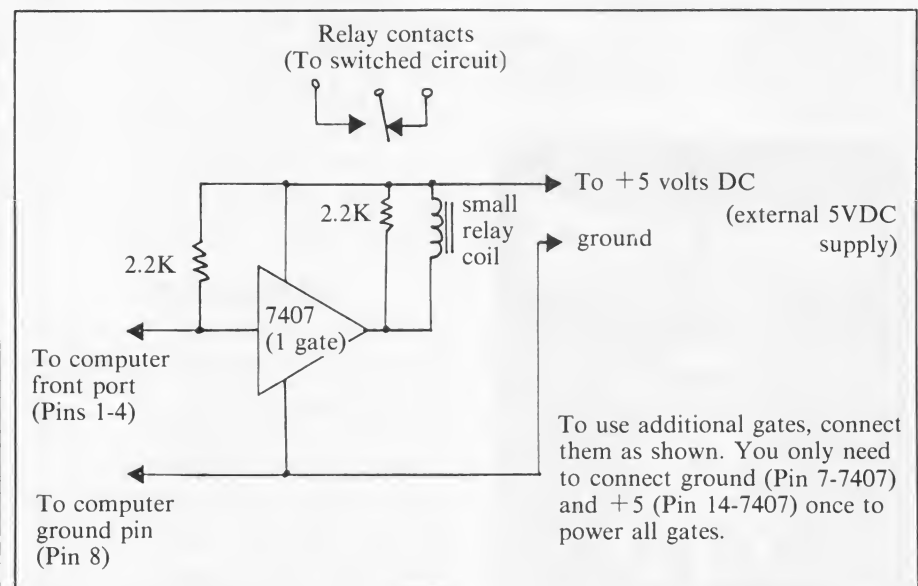 Relay contacts
(To switched circuit)
To +5 volts DC
(external 5VDC
supply)
ground
2.2K
small
relay
coil
2.2K
7407
(1 gate)
To computer
front port
(Pins 1-4)
To computer
ground pin
(Pin 8)
To use additional gates, connect
them as shown. You only need
to connect ground (Pin 7-7407)
and +5 (Pin 14-7407) once to
power all gates.